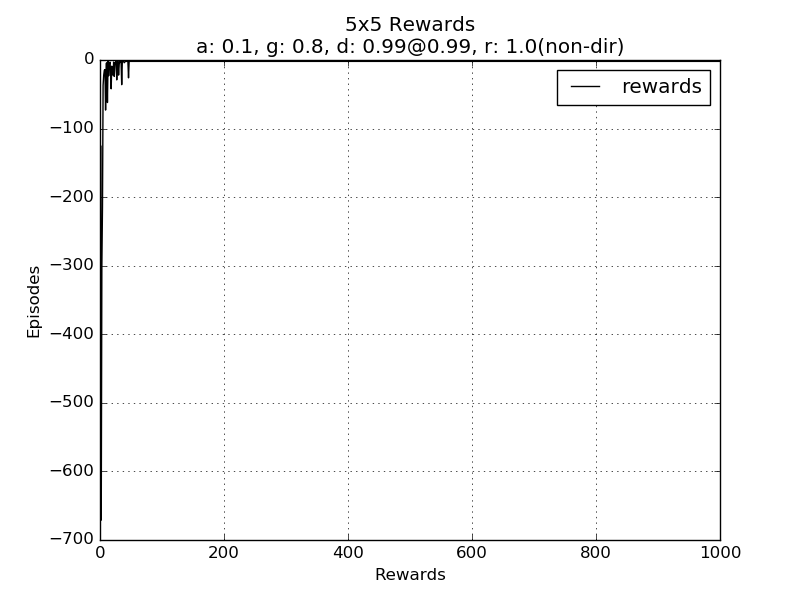 5x5 Rewards
a: 0.1, g: 0.8, d: 0.99@0.99, r: 1.0(non-dir)
rewards
0
−100
−200
−300
−400
−500
−600
−700
Episodes
0 200 400 600 800 1000
Rewards